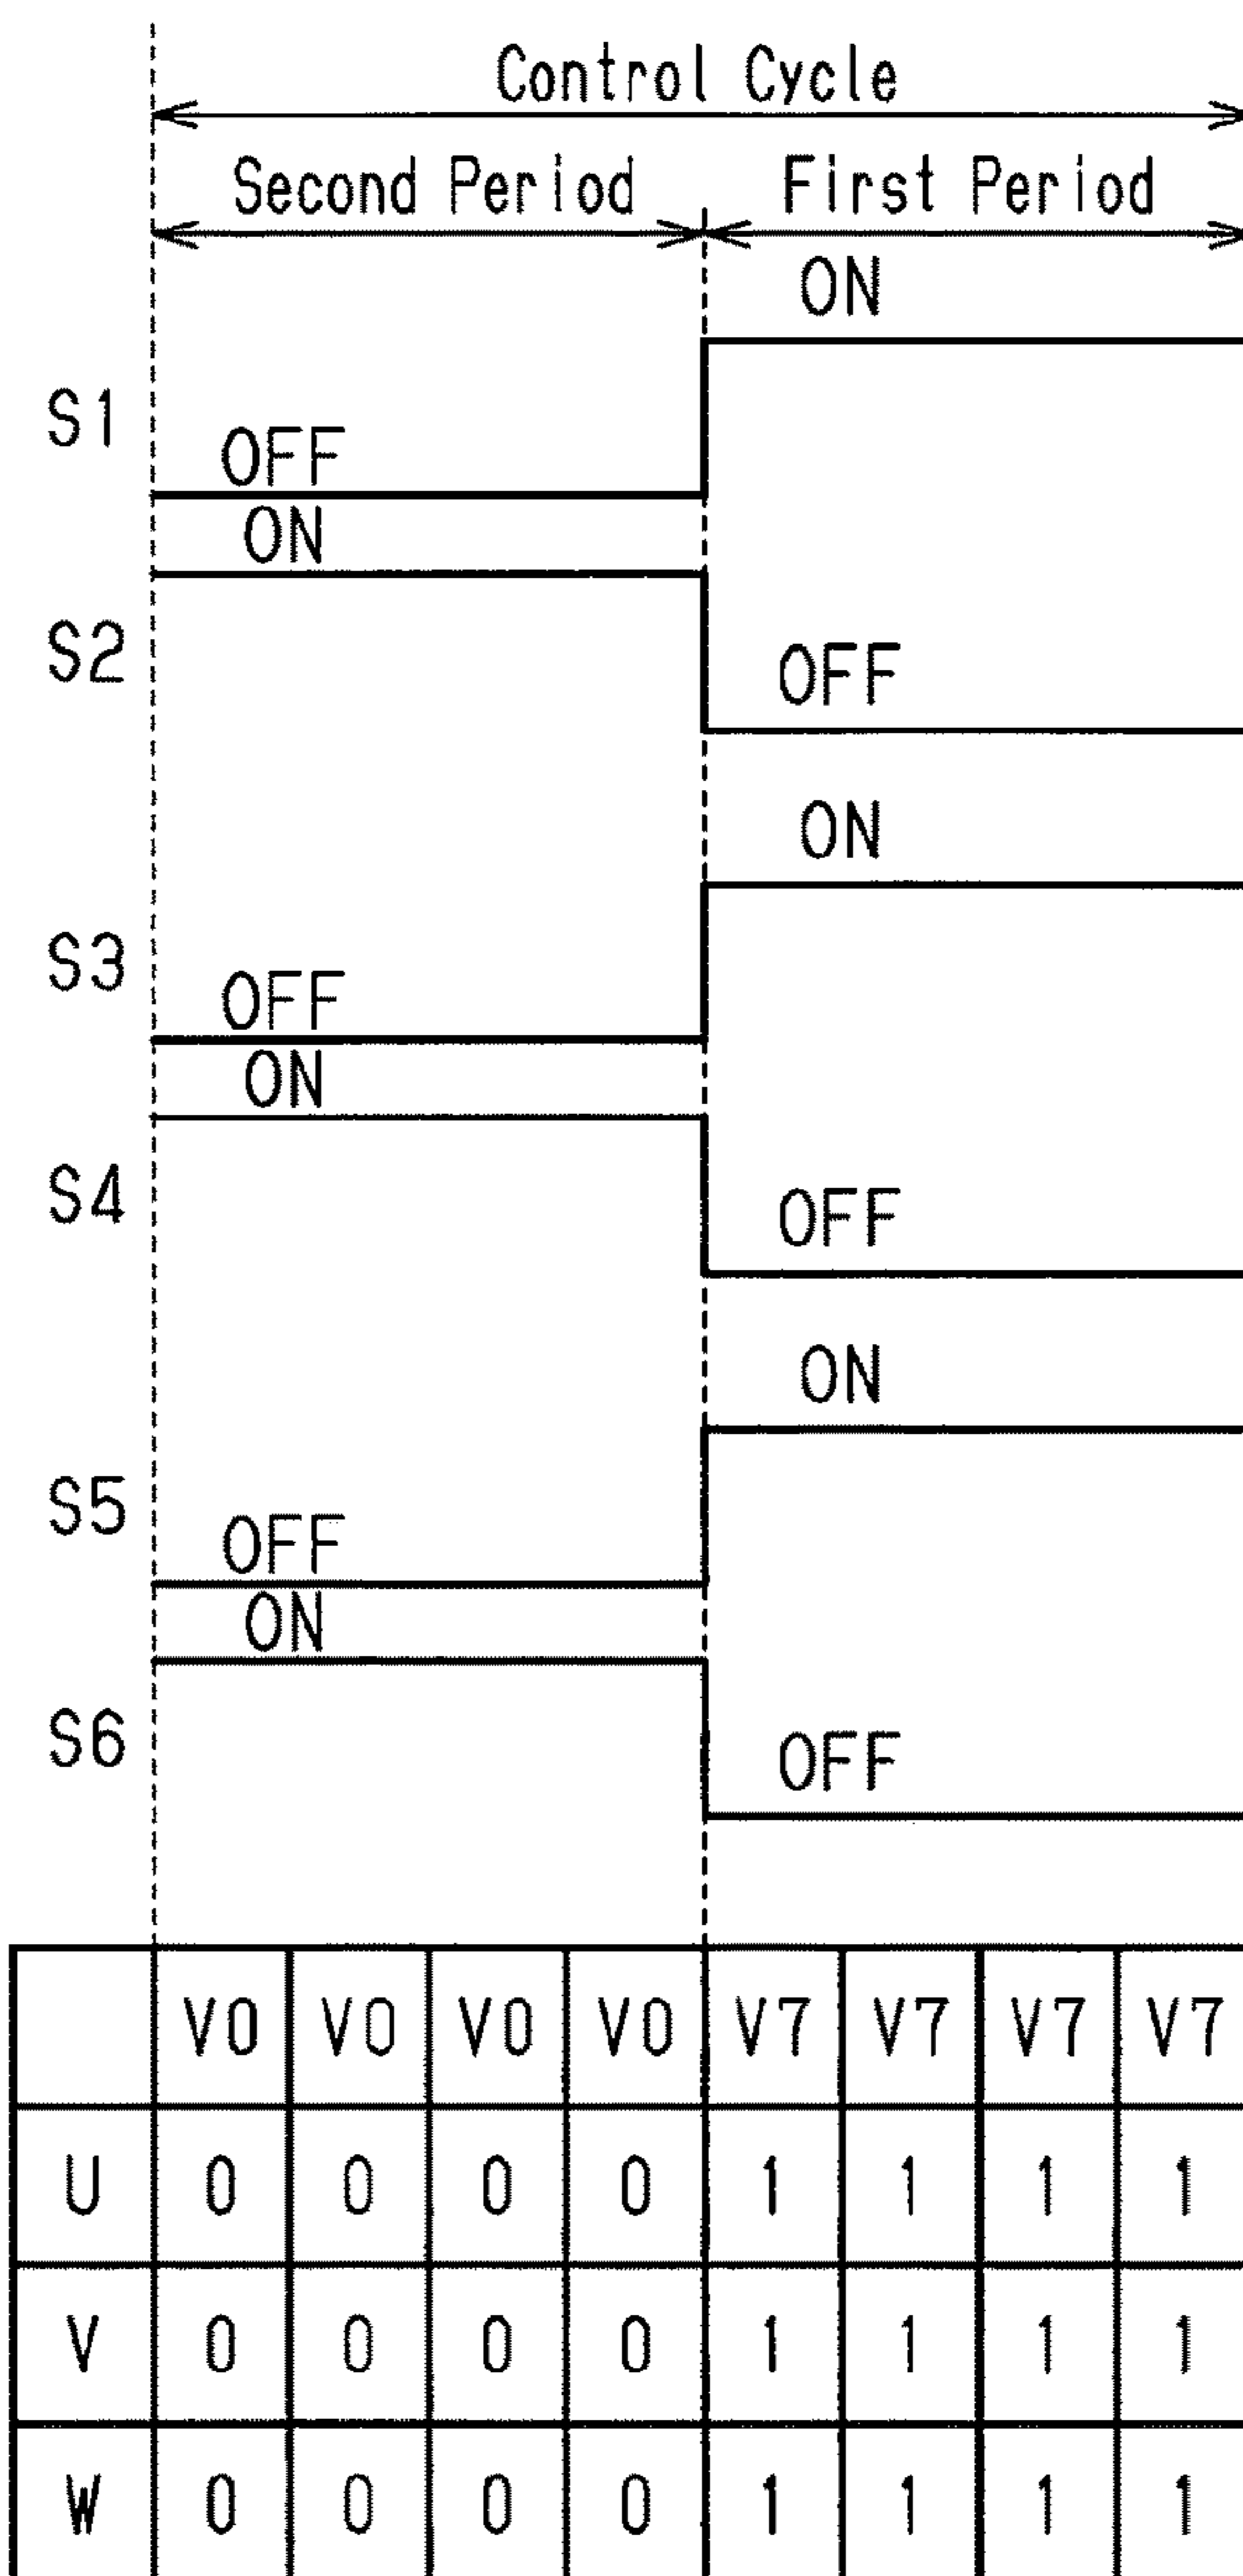 Control Cycle
Second Period First Period
ON
S1
OFF
ON
S2
OFF
ON
S3
OFF
ON
S4
OFF
ON
S5
OFF
ON
S6
OFF
V0 V0 V0 V0 V7 V7 V7 V7
U 0 0 0 0 1 1 1 1
V 0 0 0 0 1 1 1 1
W 0 0 0 0 1 1 1 1